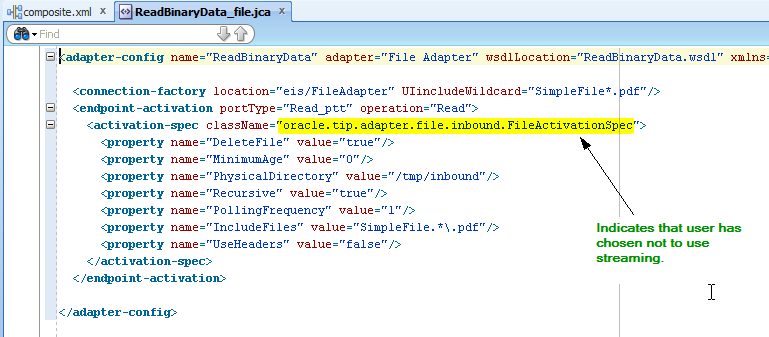 composite.xml
ReadBinaryData_file.jca
Find
<adapter-config name="ReadBinaryData" adapter="File Adapter" wsdlLocation="ReadBinaryData.wsdl" xmlns=
<connection-factory location="eis/FileAdapter" UIincludeWildcard="SimpleFile*.pdf"/>
<endpoint-activation portType="Read_ptt" operation="Read">
<activation-spec className="oracle.tip.adapter.file.inbound.FileActivationSpec">
<property name="DeleteFile" value="true"/>
<property name="MinimumAge" value="0"/>
<property name="PhysicalDirectory" value="/tmp/inbound"/>
<property name="Recursive" value="true"/>
<property name="PollingFrequency" value="1"/>
<property name="IncludeFiles" value="SimpleFile.*\.pdf"/>
<property name="UseHeaders" value="false"/>
</activation-spec>
</endpoint-activation>
</adapter-config>
Indicates that user has
chosen not to use
streaming.